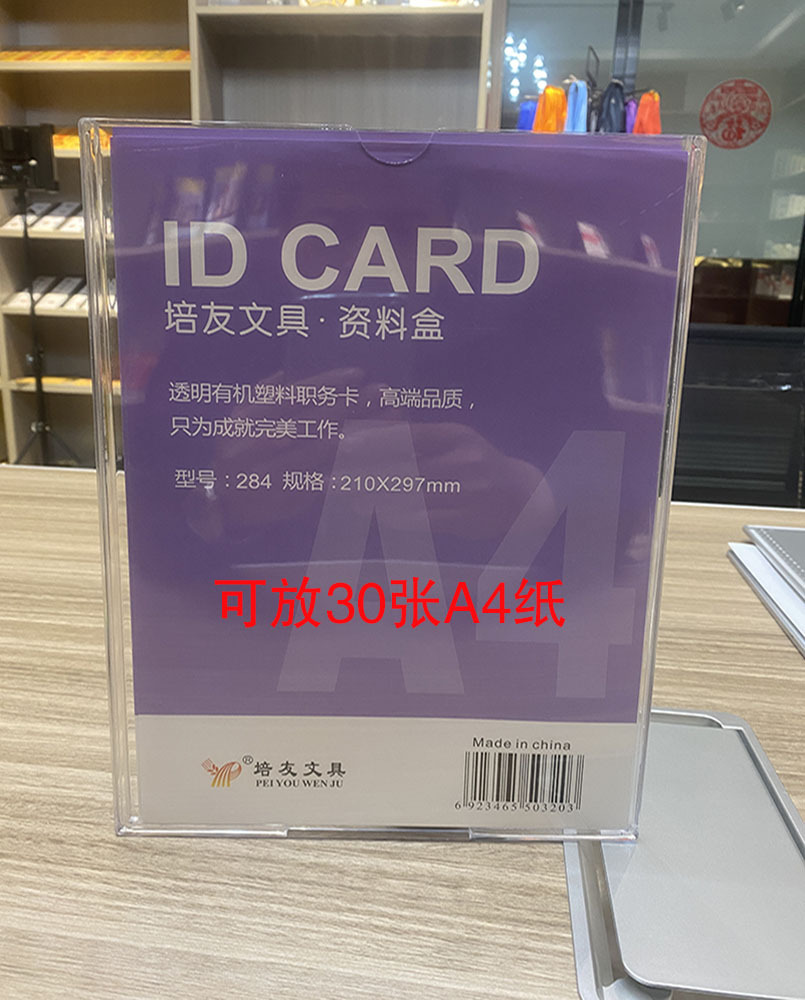 ID CARD
培友文具·资料盒
透明有机塑料职务卡，高端品质，
只为成就完美工作。
型号：284 规格：210X297mm
A4
可放30张A4纸
®培友文具
PEI YOU WEN JU
Made in china
6 923465 503203